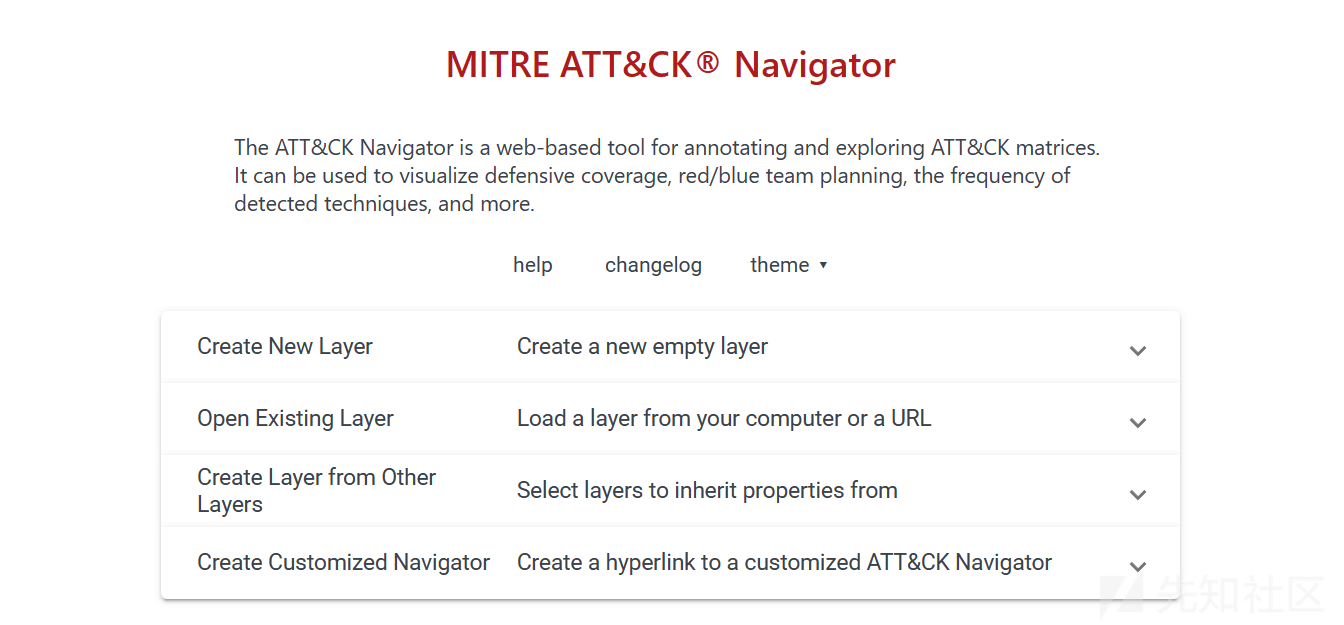 MITRE ATT&CK® Navigator
The ATT&CK Navigator is a web-based tool for annotating and exploring ATT&CK matrices.
It can be used to visualize defensive coverage, red/blue team planning, the frequency of
detected techniques, and more.
help changelog theme ▾
Create New Layer Create a new empty layer
Open Existing Layer Load a layer from your computer or a URL
Create Layer from Other
Layers
Select layers to inherit properties from
Create Customized Navigator Create a hyperlink to a customized ATT&CK Navigator
先知社区